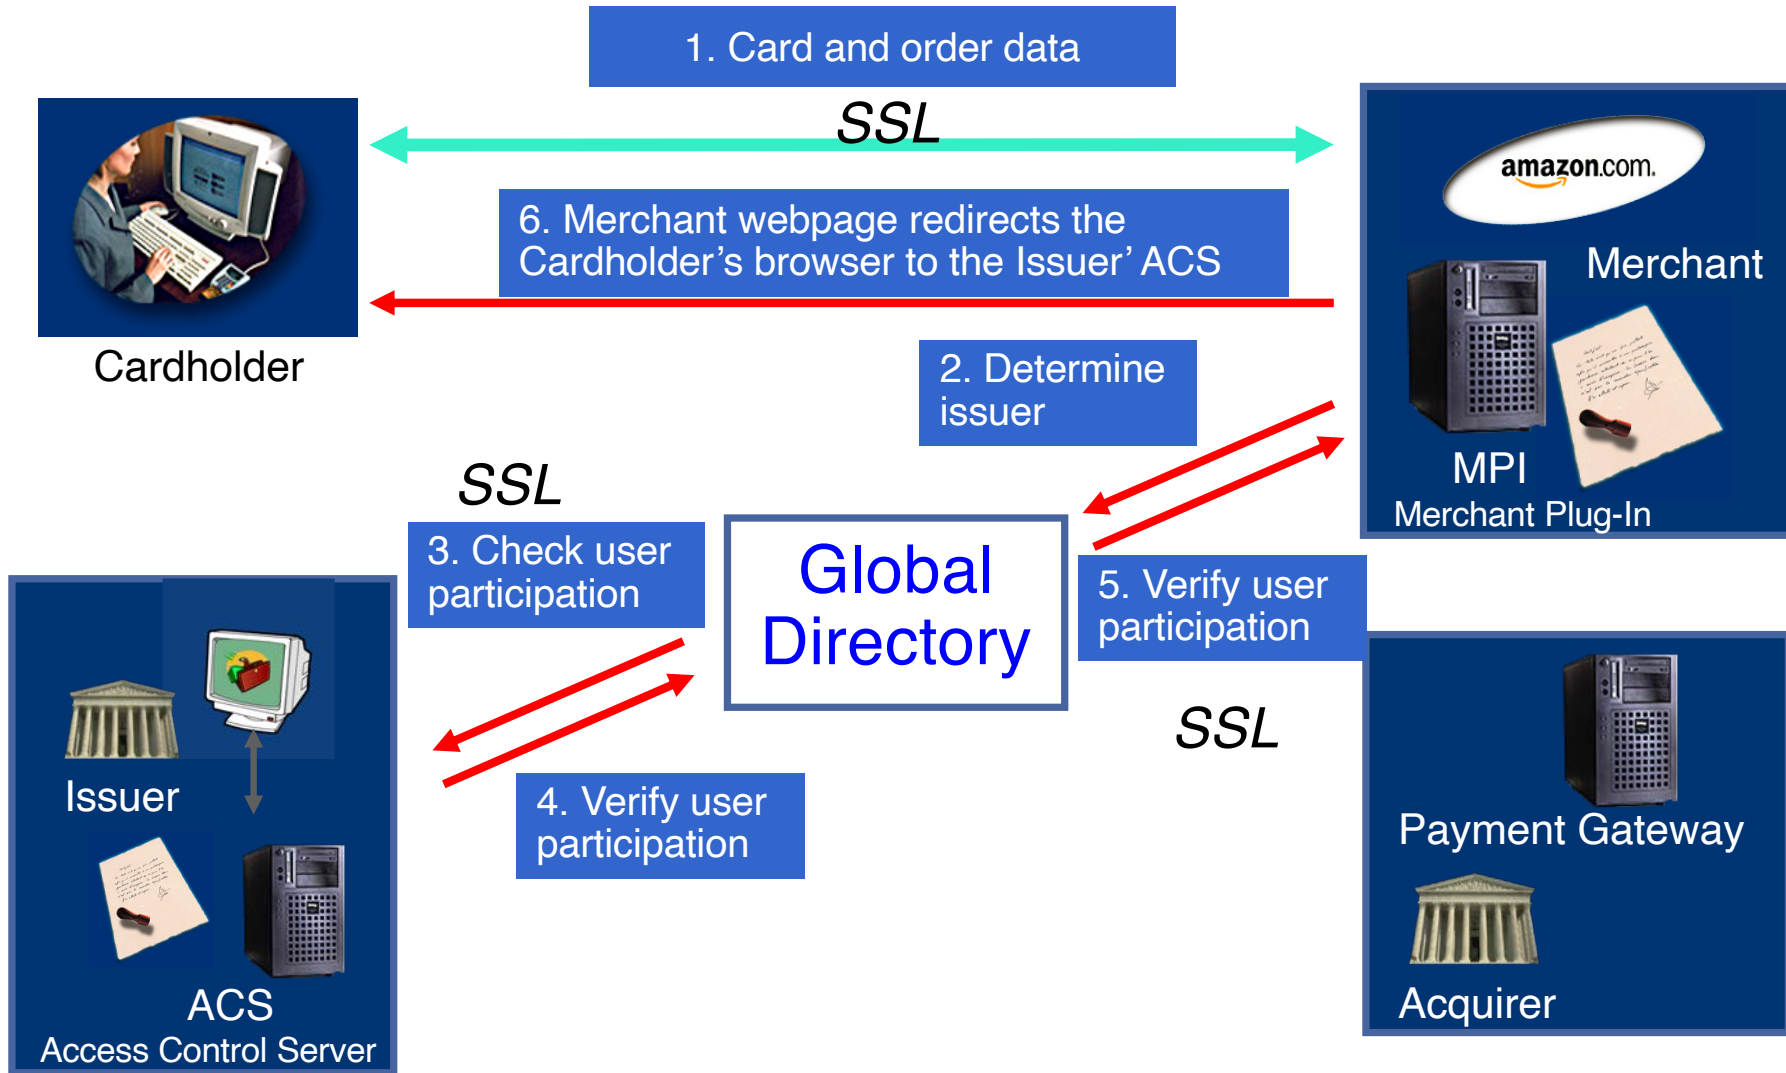 1. Card and order data
SSL
amazon.com.
6. Merchant webpage redirects the
Cardholder’s browser to the Issuer’ ACS
Merchant
Cardholder
2. Determine
issuer
MPI
Merchant Plug-In
SSL
3. Check user
participation
Global
Directory
5. Verify user
participation
SSL
Issuer
4. Verify user
participation
Payment Gateway
ACS
Access Control Server
Acquirer